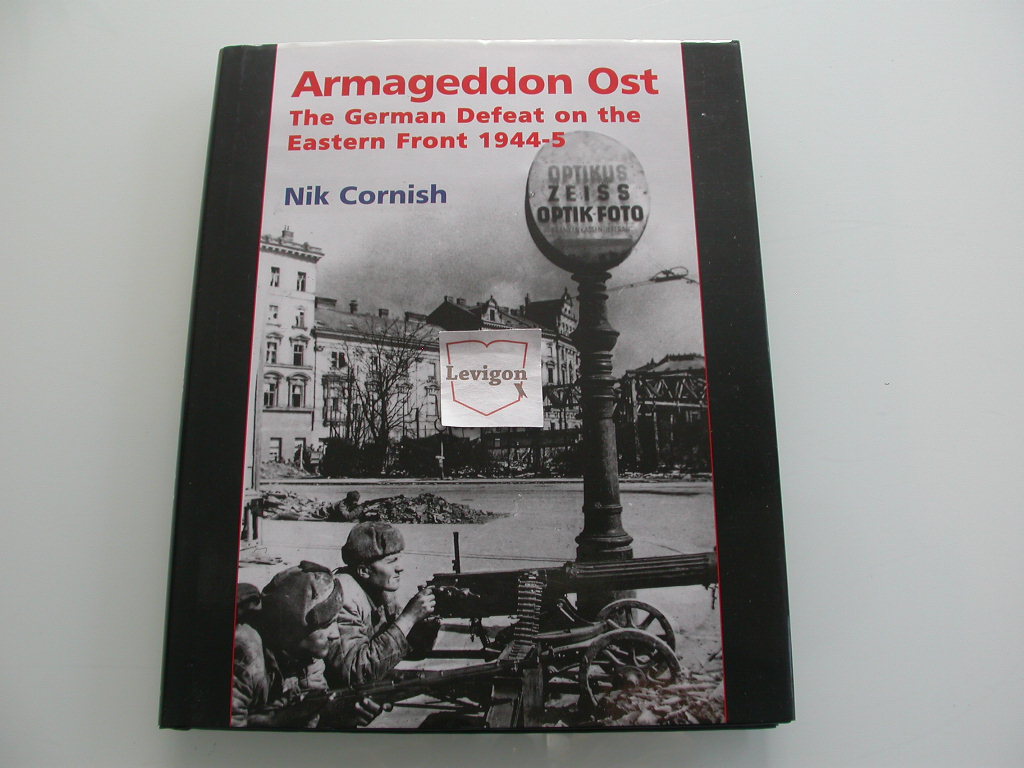 Armageddon Ost
The German Defeat on the
Eastern Front 1944-5
Nik Cornish
OPTIKUS
ZEISS
OPTIK-FOTO
Levigon